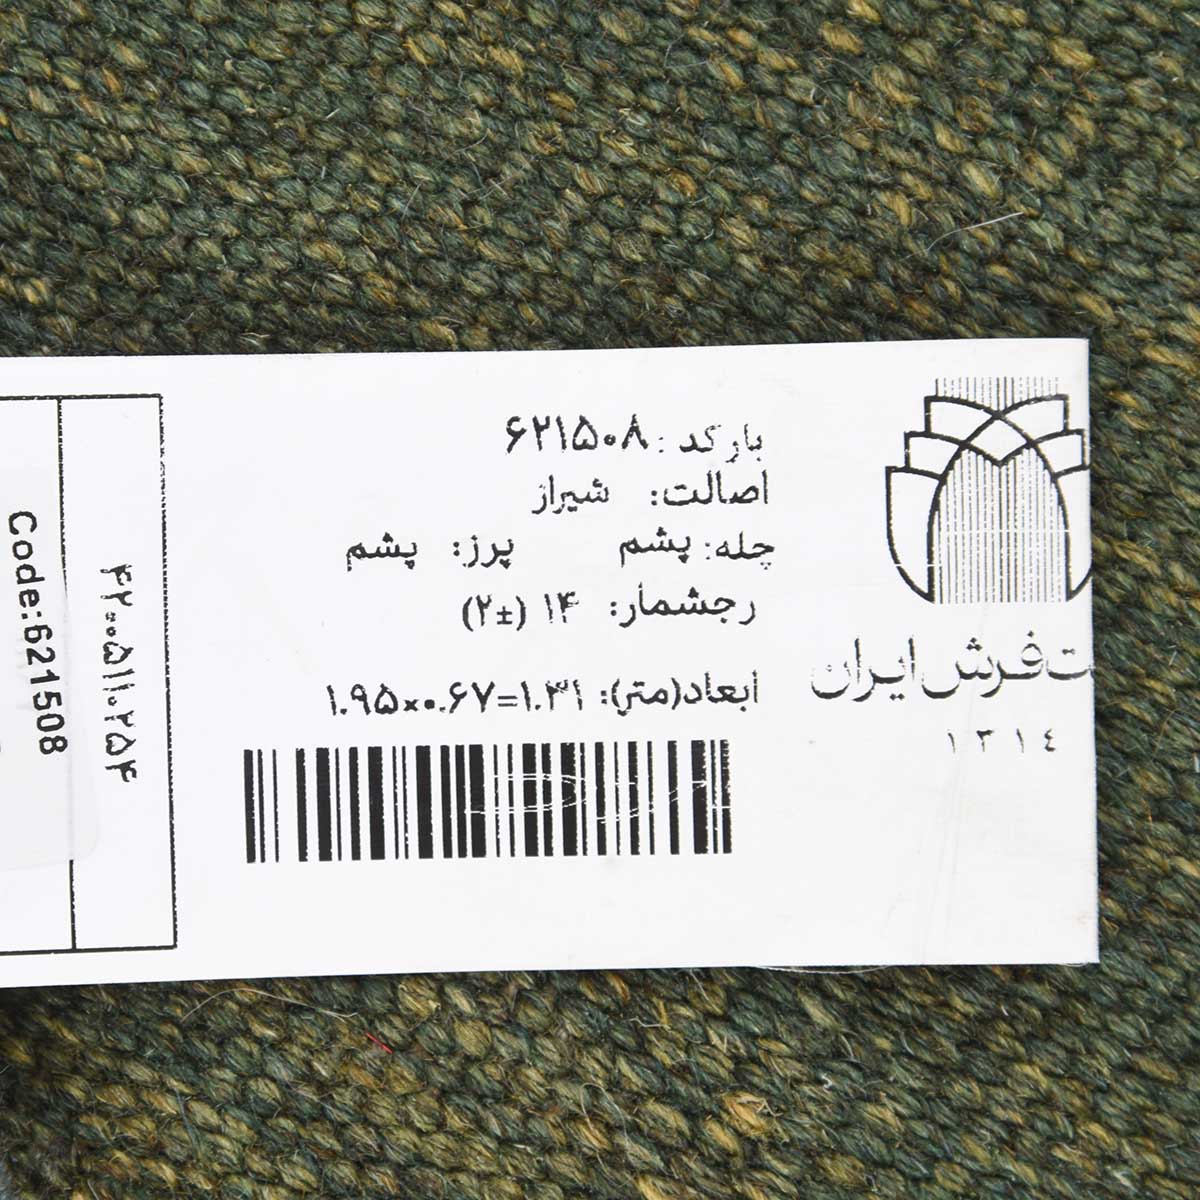 بارکد: ۶۲۱۵۰۸
اصالت: شیراز
چله: پشم پرز: پشم
رجشمار: ۱۴ (±۲)
ابعاد(متر): ۱.۹۵×۰.۶۷=۱.۳۱
ت فرش ایران
۱۳۱٤
۴۲۰۰۵۱۱۰۲۵۴
Code:621508